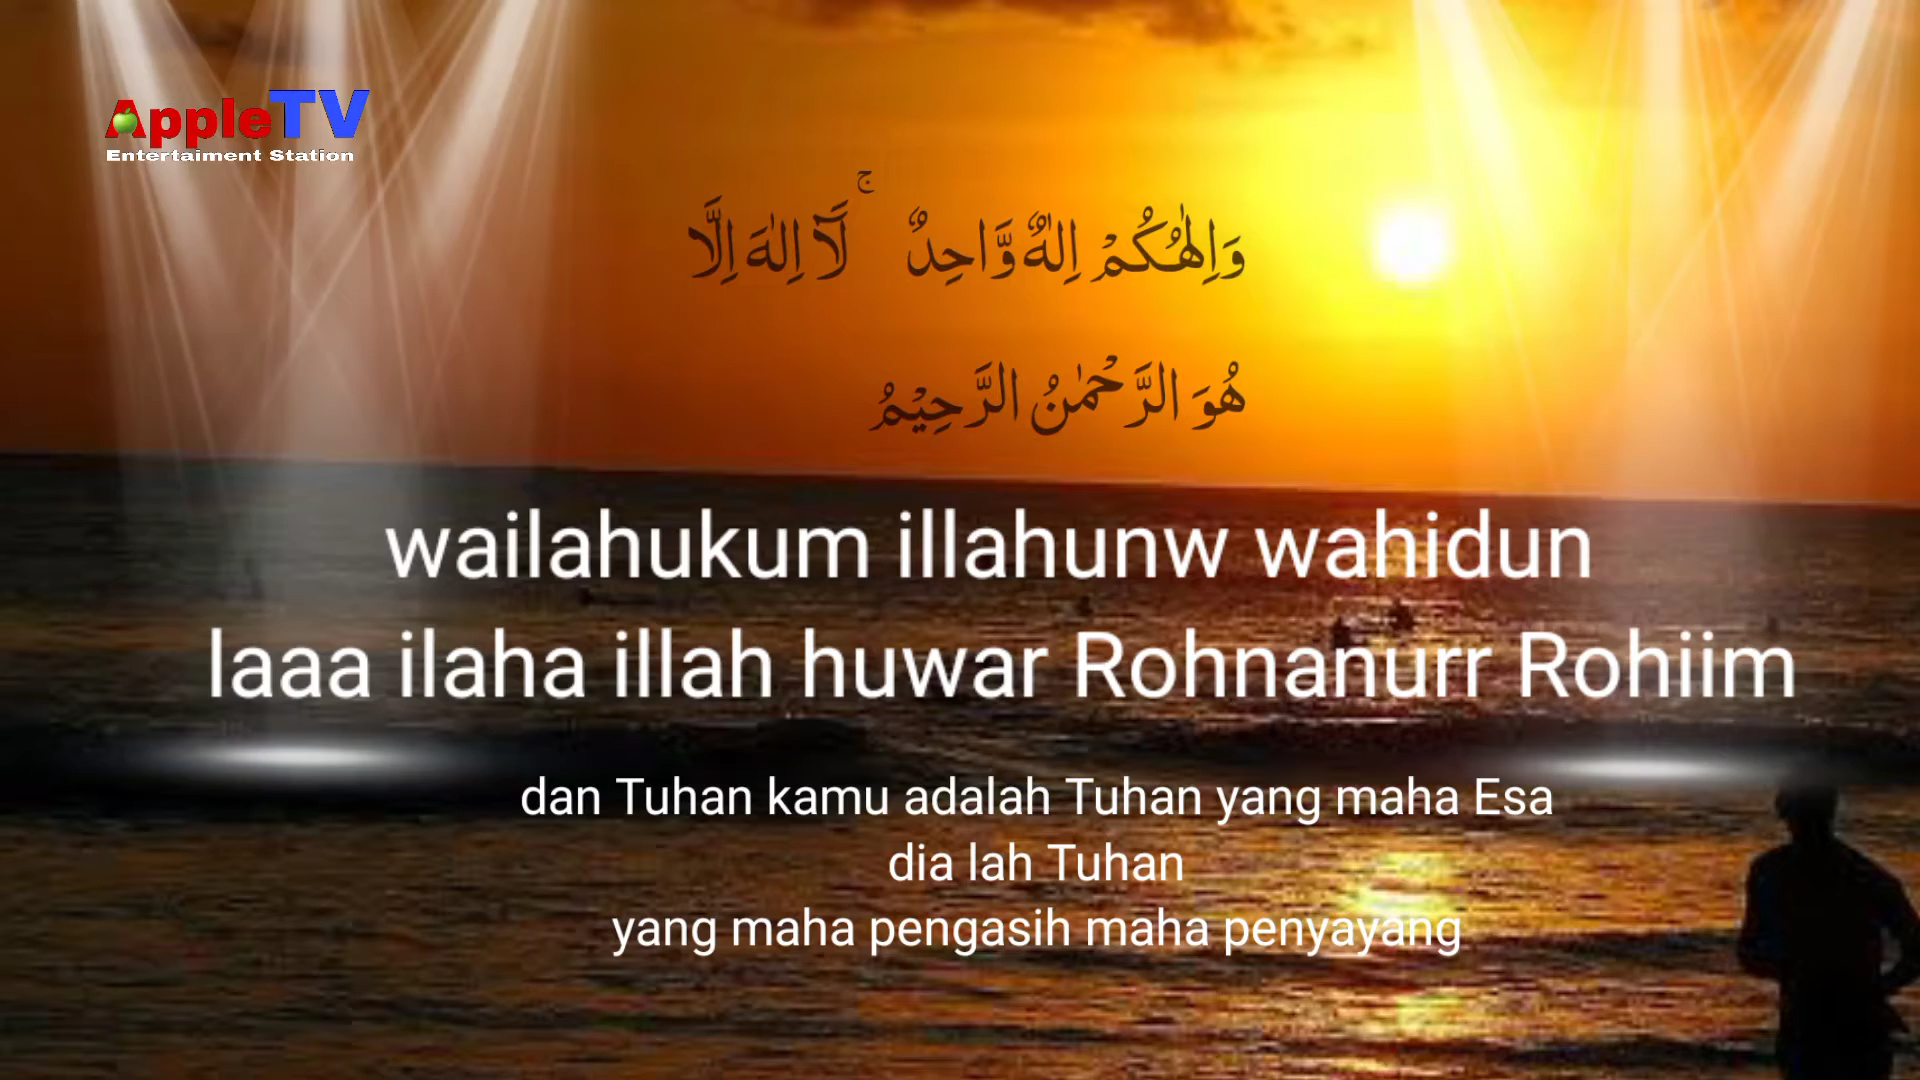 AppleTV
Entertaiment Station
وَاِلٰهُكُمْ اِلٰهٌ وَّاحِدٌ ۚ لَآ اِلٰهَ اِلَّا
هُوَ الرَّحْمٰنُ الرَّحِيْمُ
wailahukum illahunw wahidun
laaa ilaha illah huwar Rohnanurr Rohiim
dan Tuhan kamu adalah Tuhan yang maha Esa
dia lah Tuhan
yang maha pengasih maha penyayang